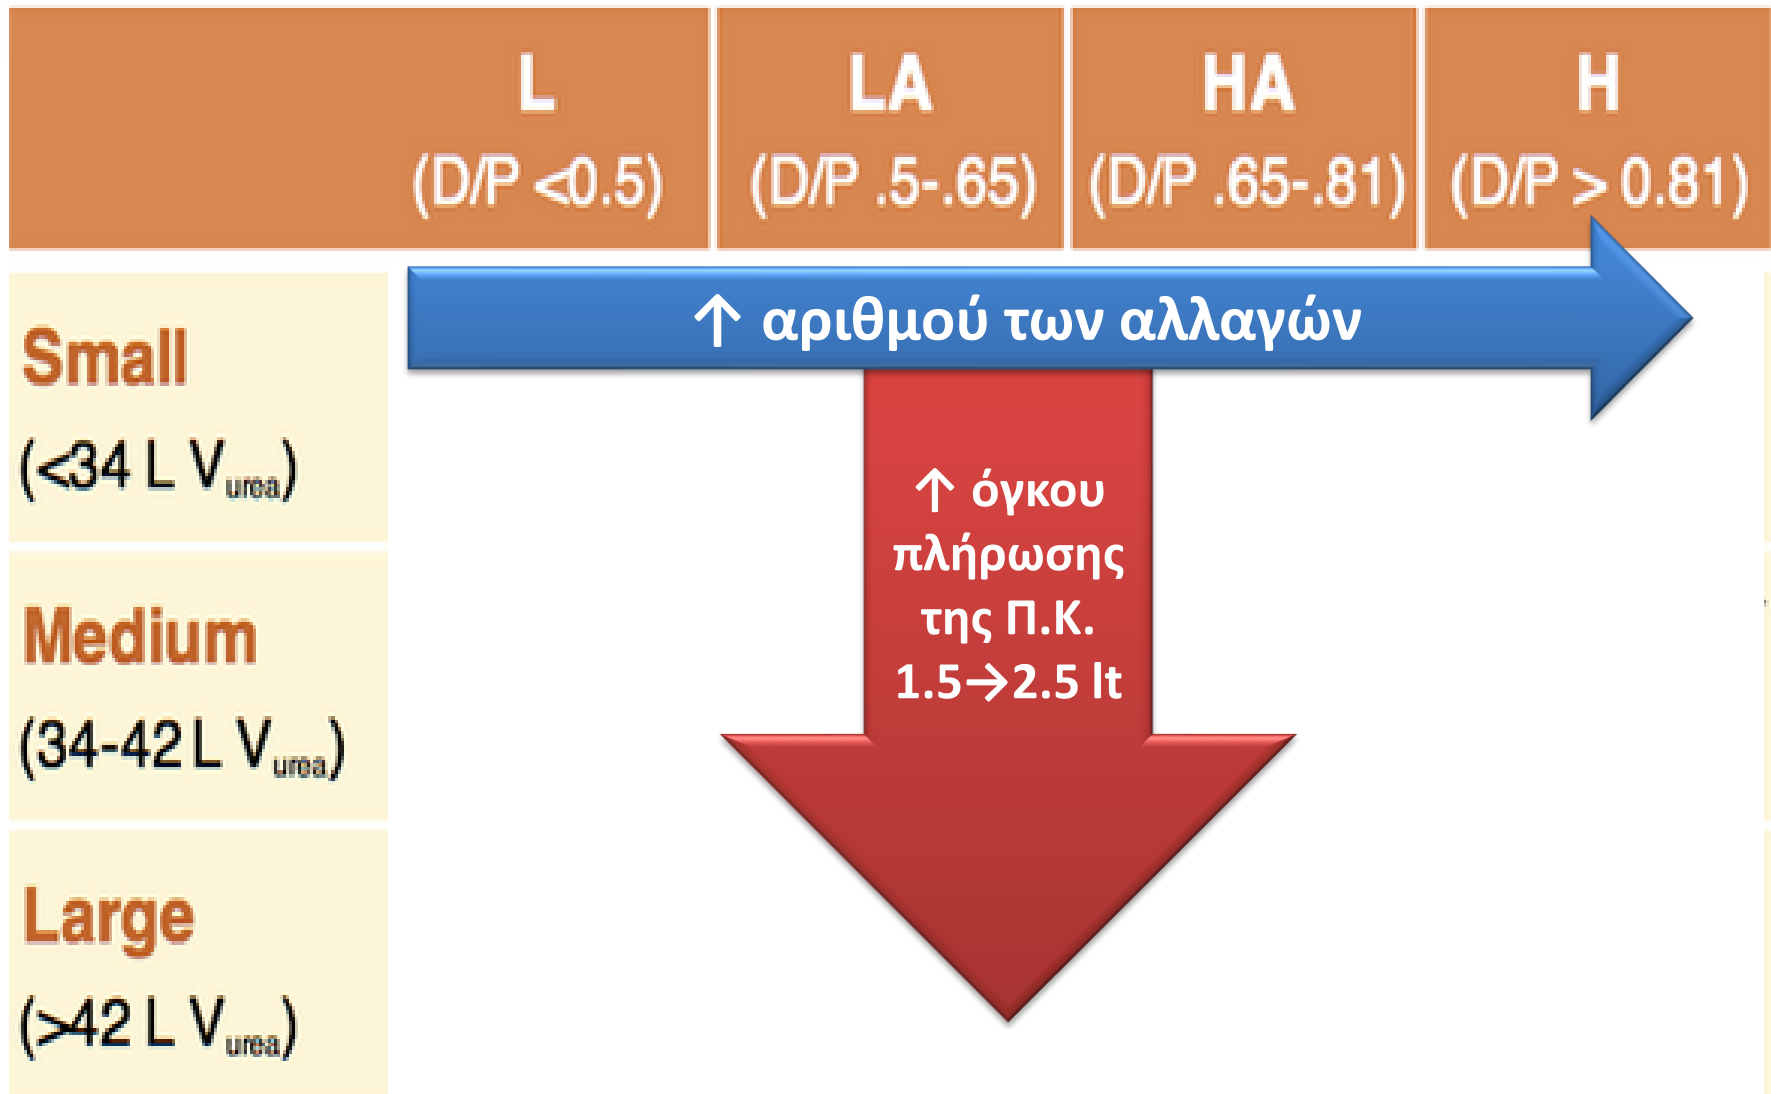 L LA HA H
(D/P <0.5) (D/P .5-.65) (D/P .65-.81) (D/P > 0.81)
↑ αριθμού των αλλαγών
Small
(<34 L Vurea)
↑ όγκου
πλήρωσης
της Π.Κ.
1.5→2.5 lt
Medium
(34-42 L Vurea)
Large
(>42 L Vurea)